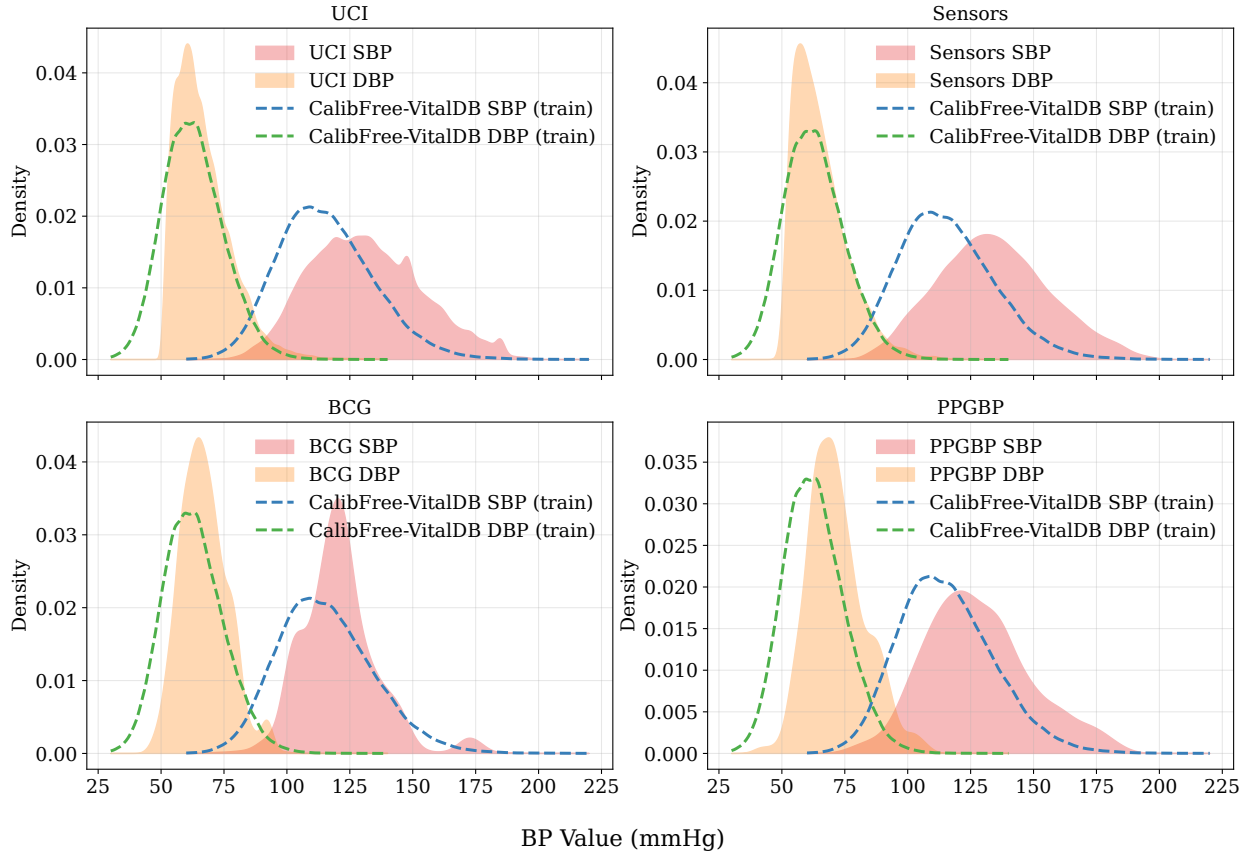 UCI
UCI SBP
UCI DBP
CalibFree-VitalDB SBP (train)
CalibFree-VitalDB DBP (train)
Density
0.04
0.03
0.02
0.01
0.00
Sensors
Sensors SBP
Sensors DBP
CalibFree-VitalDB SBP (train)
CalibFree-VitalDB DBP (train)
Density
0.04
0.03
0.02
0.01
0.00
BCG
BCG SBP
BCG DBP
CalibFree-VitalDB SBP (train)
CalibFree-VitalDB DBP (train)
Density
0.04
0.03
0.02
0.01
0.00
25 50 75 100 125 150 175 200 225
PPGBP
PPGBP SBP
PPGBP DBP
CalibFree-VitalDB SBP (train)
CalibFree-VitalDB DBP (train)
Density
0.035
0.030
0.025
0.020
0.015
0.010
0.005
0.000
25 50 75 100 125 150 175 200 225
BP Value (mmHg)